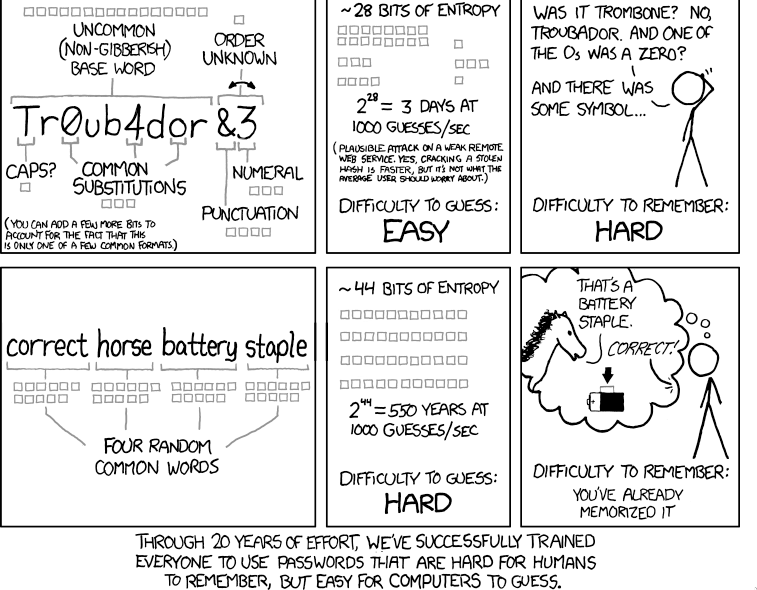 UNCOMMON
(NON-GIBBERISH)
BASE WORD
ORDER
UNKNOWN
Tr0ub4dor &3
CAPS?
COMMON
SUBSTITUTIONS
NUMERAL
PUNCTUATION
(YOU CAN ADD A FEW MORE BITS TO
ACCOUNT FOR THE FACT THAT THIS
IS ONLY ONE OF A FEW COMMON FORMATS.)
~28 BITS OF ENTROPY
2^28 = 3 DAYS AT
1000 GUESSES/SEC
(PLAUSIBLE ATTACK ON A WEAK REMOTE
WEB SERVICE. YES, CRACKING A STOLEN
HASH IS FASTER, BUT IT'S NOT WHAT THE
AVERAGE USER SHOULD WORRY ABOUT.)
DIFFICULTY TO GUESS:
EASY
WAS IT TROMBONE? NO,
TROUBADOR. AND ONE OF
THE Os WAS A ZERO?
AND THERE WAS
SOME SYMBOL...
DIFFICULTY TO REMEMBER:
HARD
correct horse battery staple
FOUR RANDOM
COMMON WORDS
~44 BITS OF ENTROPY
2^44 = 550 YEARS AT
1000 GUESSES/SEC
DIFFICULTY TO GUESS:
HARD
THAT'S A
BATTERY
STAPLE.
CORRECT!
DIFFICULTY TO REMEMBER:
YOU'VE ALREADY
MEMORIZED IT
THROUGH 20 YEARS OF EFFORT, WE'VE SUCCESSFULLY TRAINED
EVERYONE TO USE PASSWORDS THAT ARE HARD FOR HUMANS
TO REMEMBER, BUT EASY FOR COMPUTERS TO GUESS.